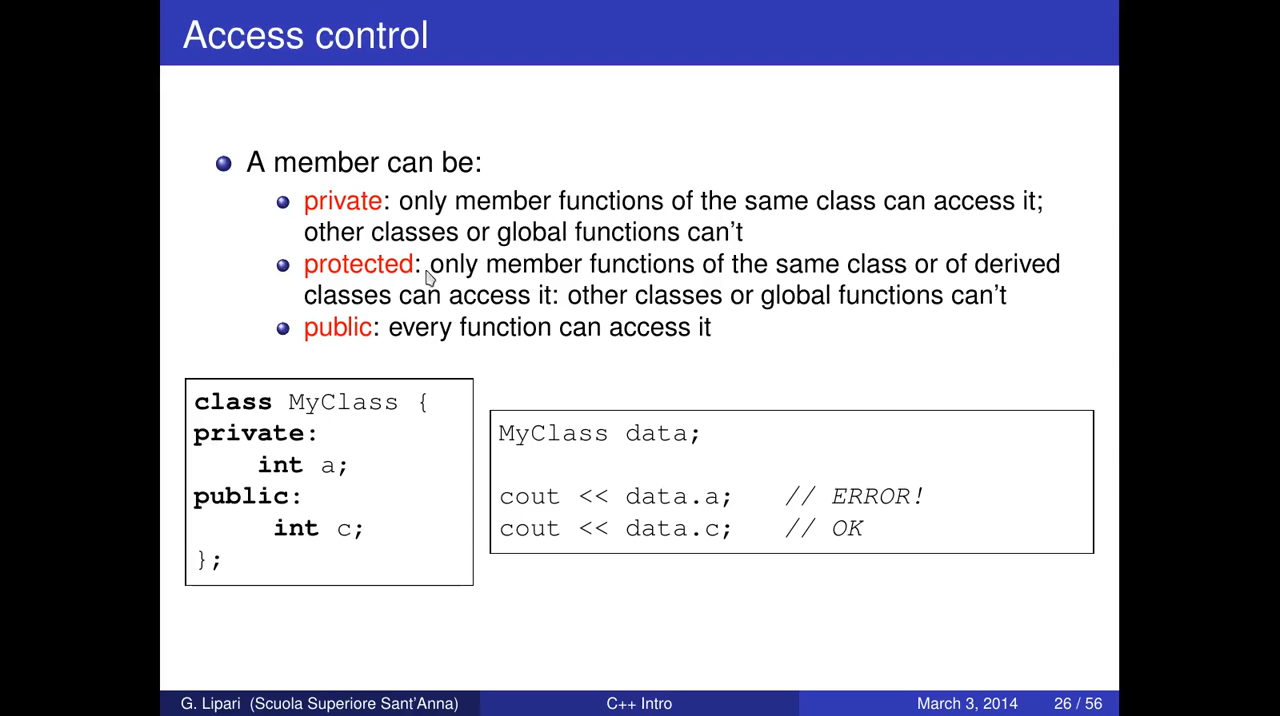 Access control
A member can be:
private: only member functions of the same class can access it;
other classes or global functions can't
protected: only member functions of the same class or of derived
classes can access it: other classes or global functions can't
public: every function can access it
class MyClass {
private:
    int a;
public:
     int c;
};
MyClass data;
cout << data.a;   // ERROR!
cout << data.c;   // OK
G. Lipari (Scuola Superiore Sant'Anna)
C++ Intro
March 3, 2014
26 / 56